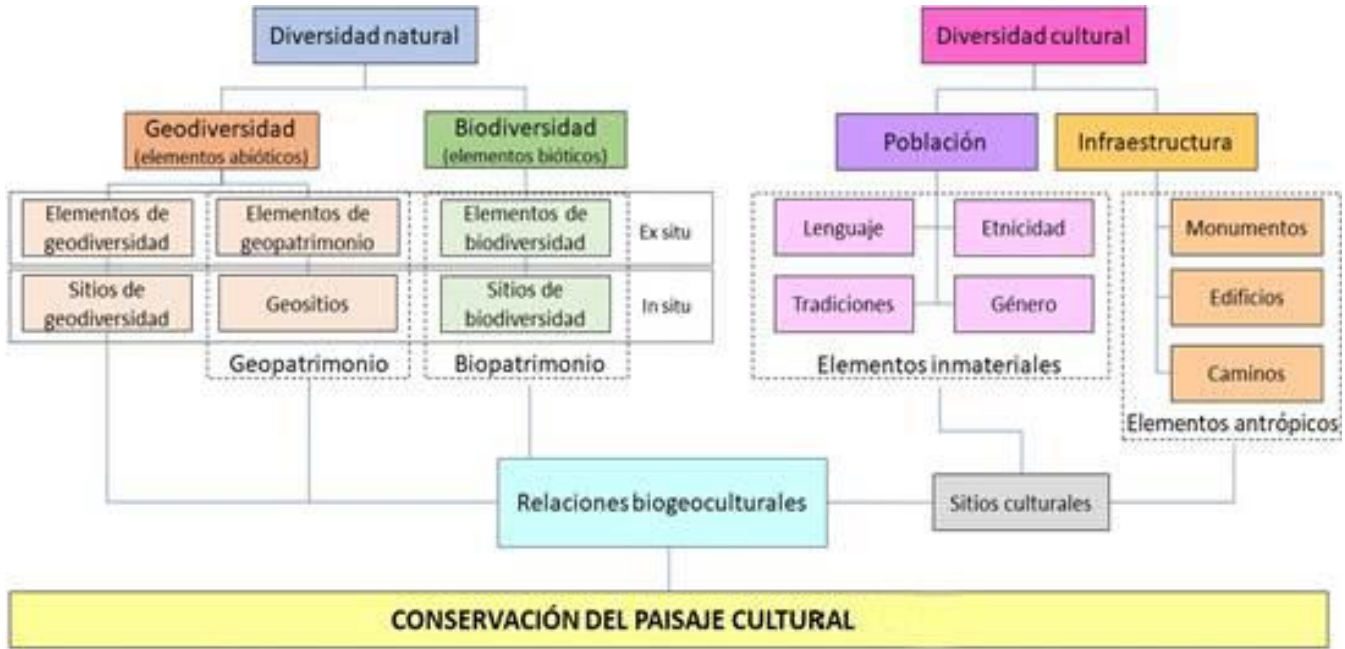 Diversidad natural
Diversidad cultural
Geodiversidad
(elementos abióticos)
Biodiversidad
(elementos bióticos)
Población
Infraestructura
Elementos de
geodiversidad
Elementos de
geopatrimonio
Elementos de
biodiversidad
Ex situ
Sitios de
geodiversidad
Geositios
Sitios de
biodiversidad
In situ
Geopatrimonio
Biopatrimonio
Lenguaje
Etnicidad
Tradiciones
Género
Elementos inmateriales
Monumentos
Edificios
Caminos
Elementos antrópicos
Relaciones biogeoculturales
Sitios culturales
CONSERVACIÓN DEL PAISAJE CULTURAL